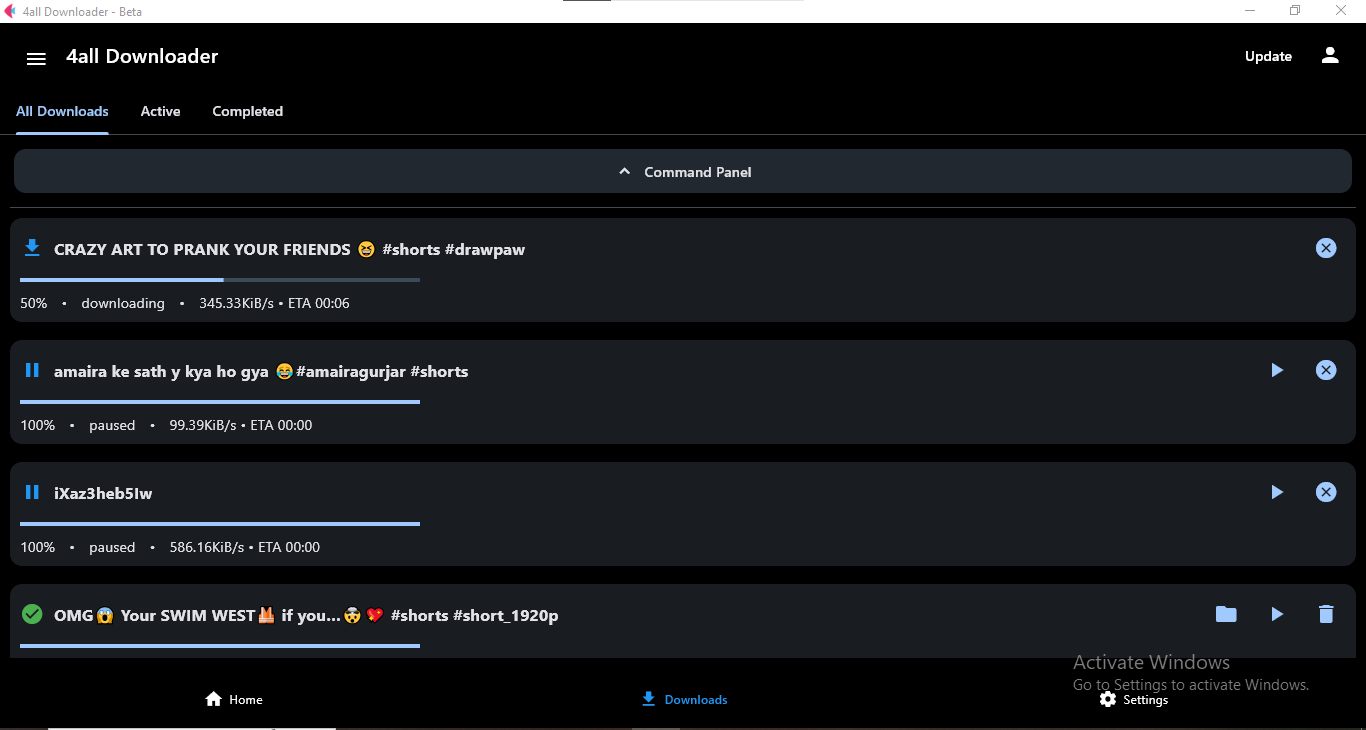 4all Downloader - Beta
4all Downloader
Update
All Downloads Active Completed
Command Panel
CRAZY ART TO PRANK YOUR FRIENDS 😆 #shorts #drawpaw
50% • downloading • 345.33KiB/s • ETA 00:06
amaira ke sath y kya ho gya 😂#amairagurjar #shorts
100% • paused • 99.39KiB/s • ETA 00:00
iXaz3heb5Iw
100% • paused • 586.16KiB/s • ETA 00:00
OMG😱 Your SWIM WEST🦺 if you...🤯 💖 #shorts #short_1920p
Activate Windows
Go to Settings to activate Windows.
Home
Downloads
Settings